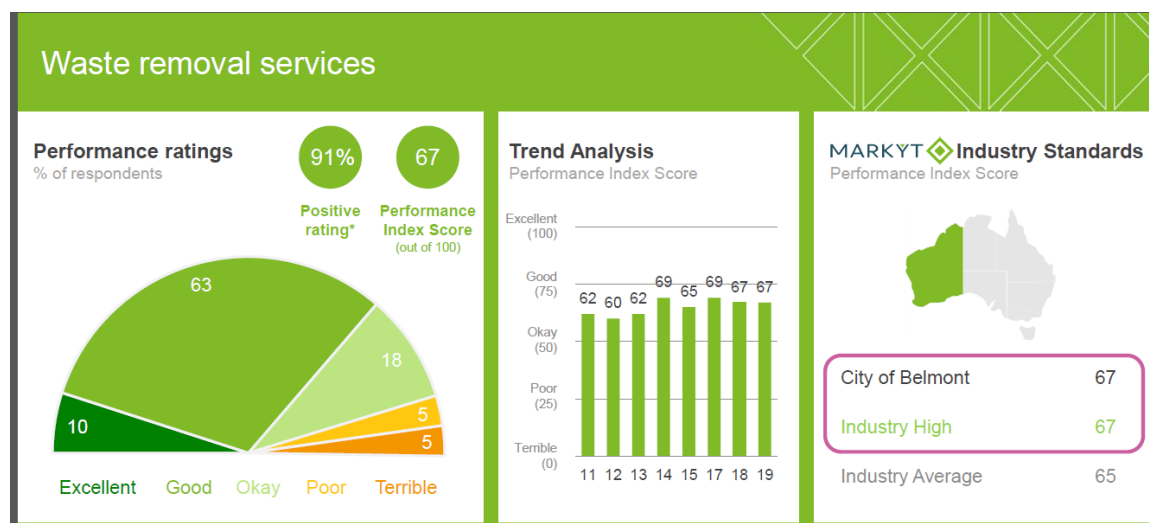 Waste removal services
Performance ratings
% of respondents
91%
Positive
rating*
67
Performance
Index Score
(out of 100)
63
18
10
5
5
Excellent Good Okay Poor Terrible
Trend Analysis
Performance Index Score
Excellent
(100)
Good
(75)
Okay
(50)
Poor
(25)
Terrible
(0)
62 60 62 69 65 69 67 67
11 12 13 14 15 17 18 19
MARKYT Industry Standards
Performance Index Score
City of Belmont 67
Industry High 67
Industry Average 65